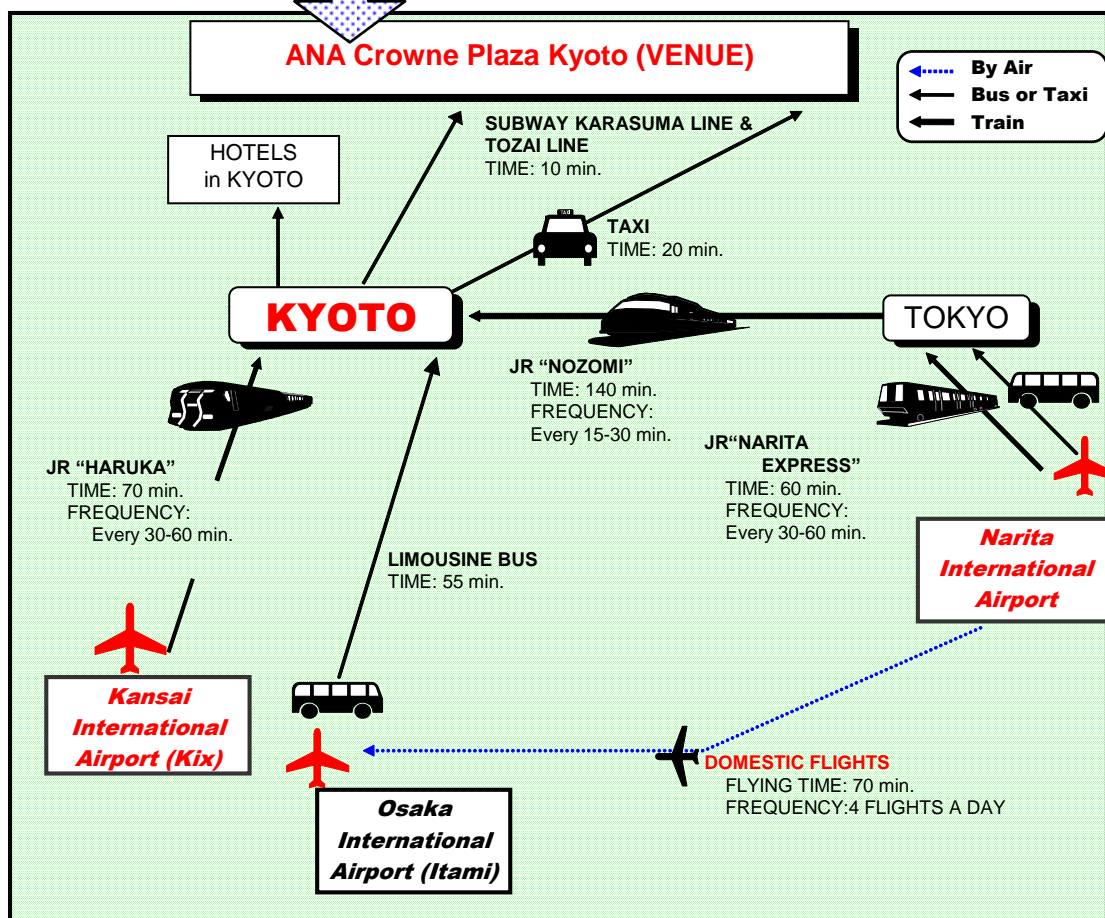 ANA Crowne Plaza Kyoto (VENUE)
By Air
Bus or Taxi
Train
SUBWAY KARASUMA LINE &
TOZAI LINE
TIME: 10 min.
HOTELS
in KYOTO
TAXI
TAXI
TIME: 20 min.
KYOTO
TOKYO
JR “NOZOMI”
TIME: 140 min.
FREQUENCY:
Every 15-30 min.
JR“NARITA
EXPRESS”
TIME: 60 min.
FREQUENCY:
Every 30-60 min.
JR “HARUKA”
TIME: 70 min.
FREQUENCY:
Every 30-60 min.
LIMOUSINE BUS
TIME: 55 min.
Narita
International
Airport
Kansai
International
Airport (Kix)
DOMESTIC FLIGHTS
FLYING TIME: 70 min.
FREQUENCY:4 FLIGHTS A DAY
Osaka
International
Airport (Itami)